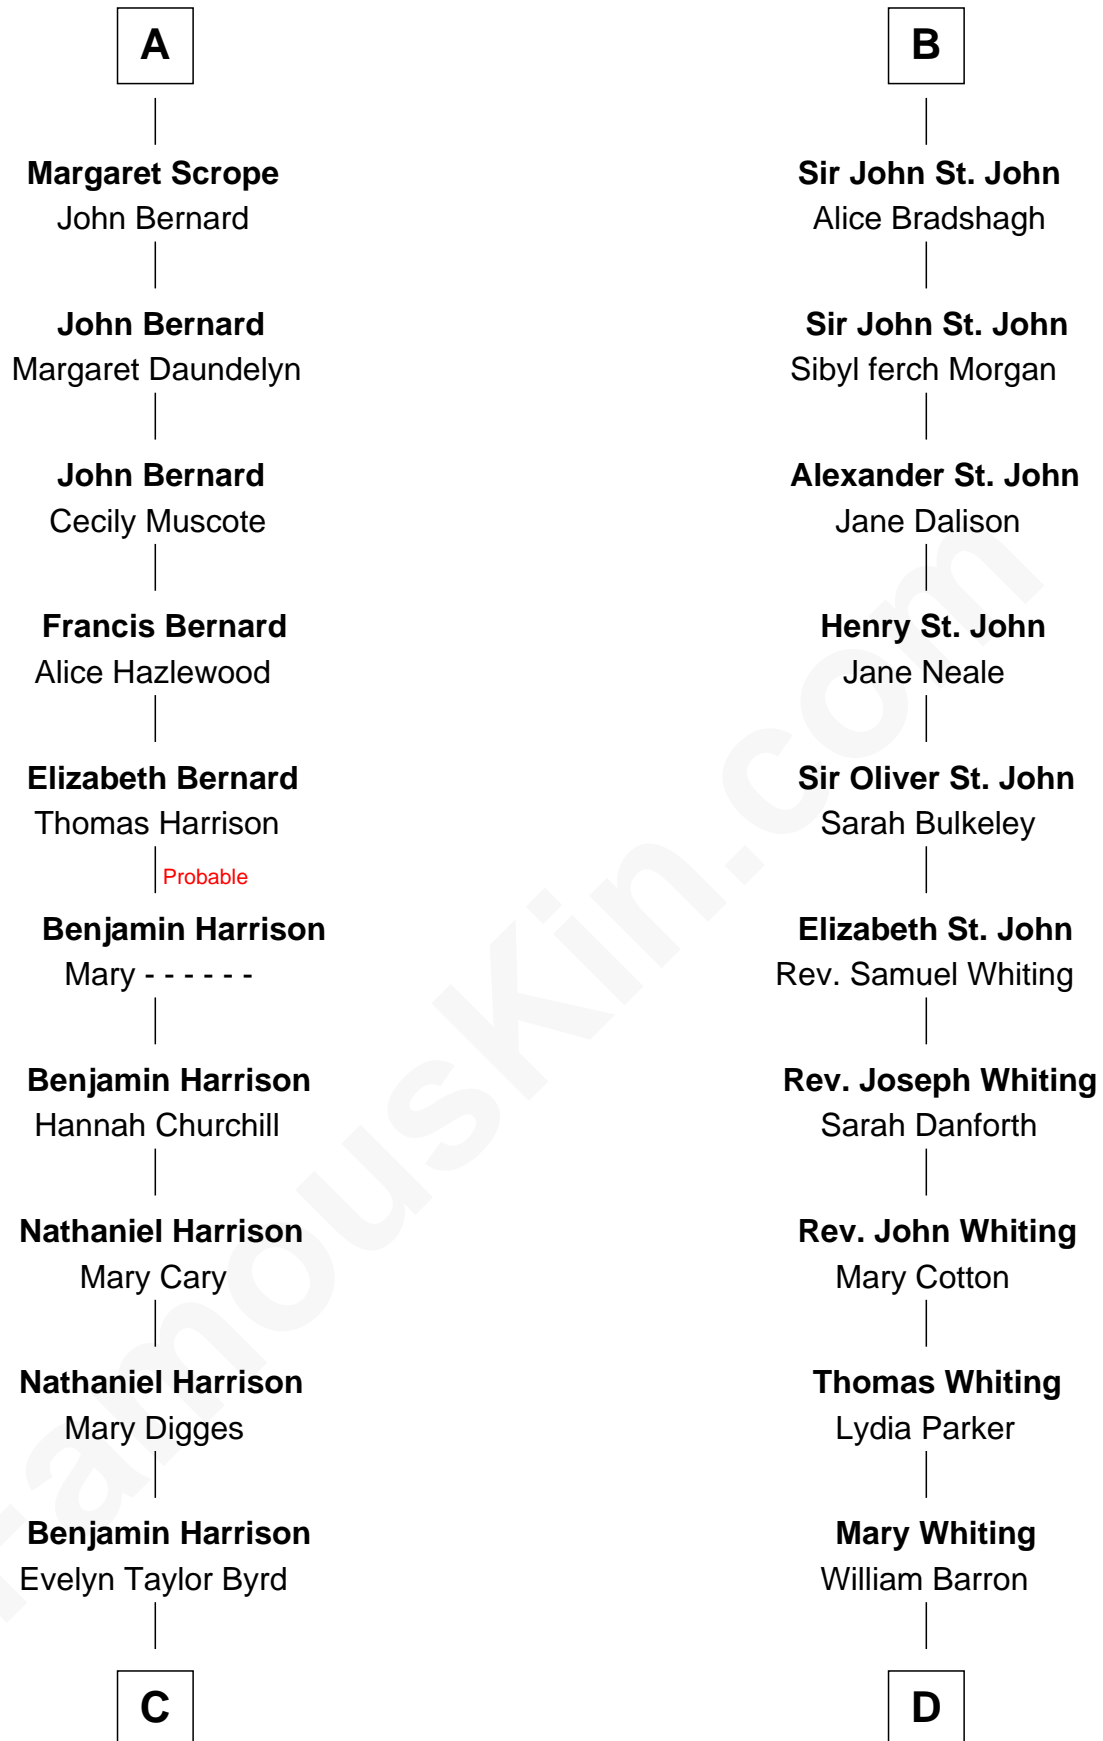 A
Margaret Scrope
John Bernard
John Bernard
Margaret Daundelyn
John Bernard
Cecily Muscote
Francis Bernard
Alice Hazlewood
Elizabeth Bernard
Thomas Harrison
Probable
Benjamin Harrison
Mary - - - - - -
Benjamin Harrison
Hannah Churchill
Nathaniel Harrison
Mary Cary
Nathaniel Harrison
Mary Digges
Benjamin Harrison
Evelyn Taylor Byrd
C
B
Sir John St. John
Alice Bradshagh
Sir John St. John
Sibyl ferch Morgan
Alexander St. John
Jane Dalison
Henry St. John
Jane Neale
Sir Oliver St. John
Sarah Bulkeley
Elizabeth St. John
Rev. Samuel Whiting
Rev. Joseph Whiting
Sarah Danforth
Rev. John Whiting
Mary Cotton
Thomas Whiting
Lydia Parker
Mary Whiting
William Barron
D
FamousKin.com